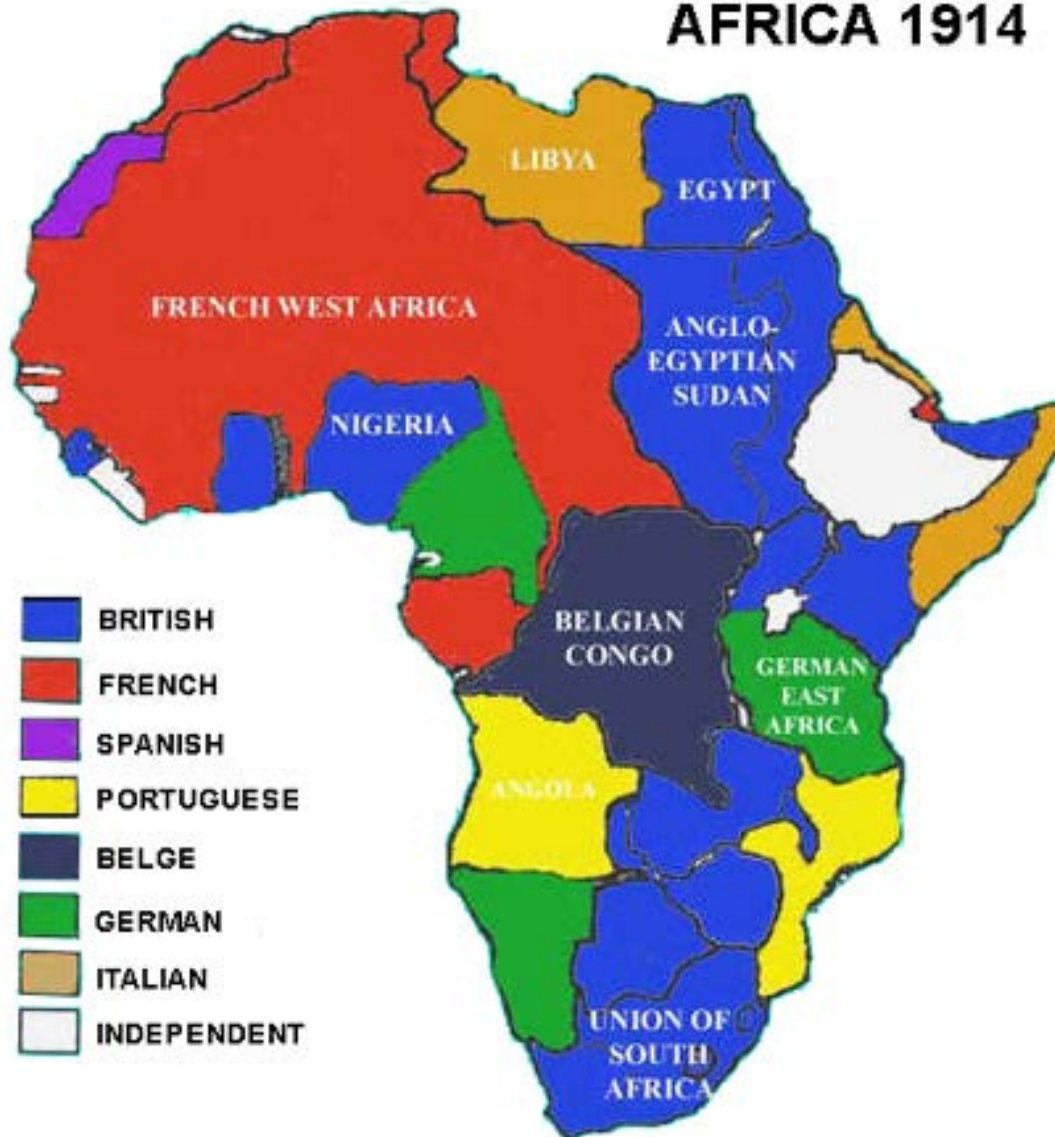 AFRICA 1914
LIBYA
EGYPT
FRENCH WEST AFRICA
ANGLO-
EGYPTIAN
SUDAN
NIGERIA
BELGIAN
CONGO
GERMAN
EAST
AFRICA
ANGOLA
UNION OF
SOUTH
AFRICA
BRITISH
FRENCH
SPANISH
PORTUGUESE
BELGE
GERMAN
ITALIAN
INDEPENDENT